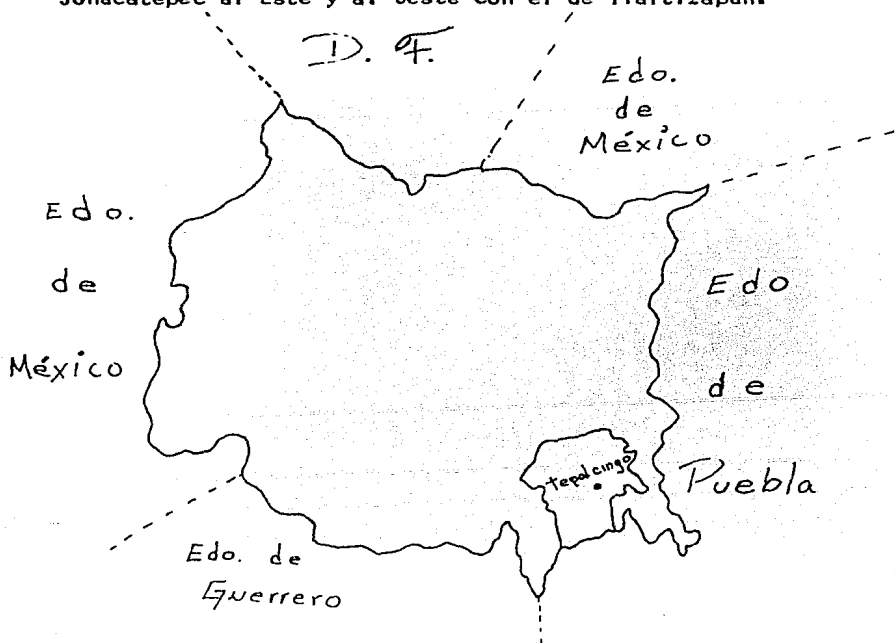 Jonacatepec al Este y al Oeste con el de Tlaltizapán.
D. F.
Edo.
de
México
Edo.
de
México
Edo
de
Puebla
tepalcingo
Edo. de
Guerrero